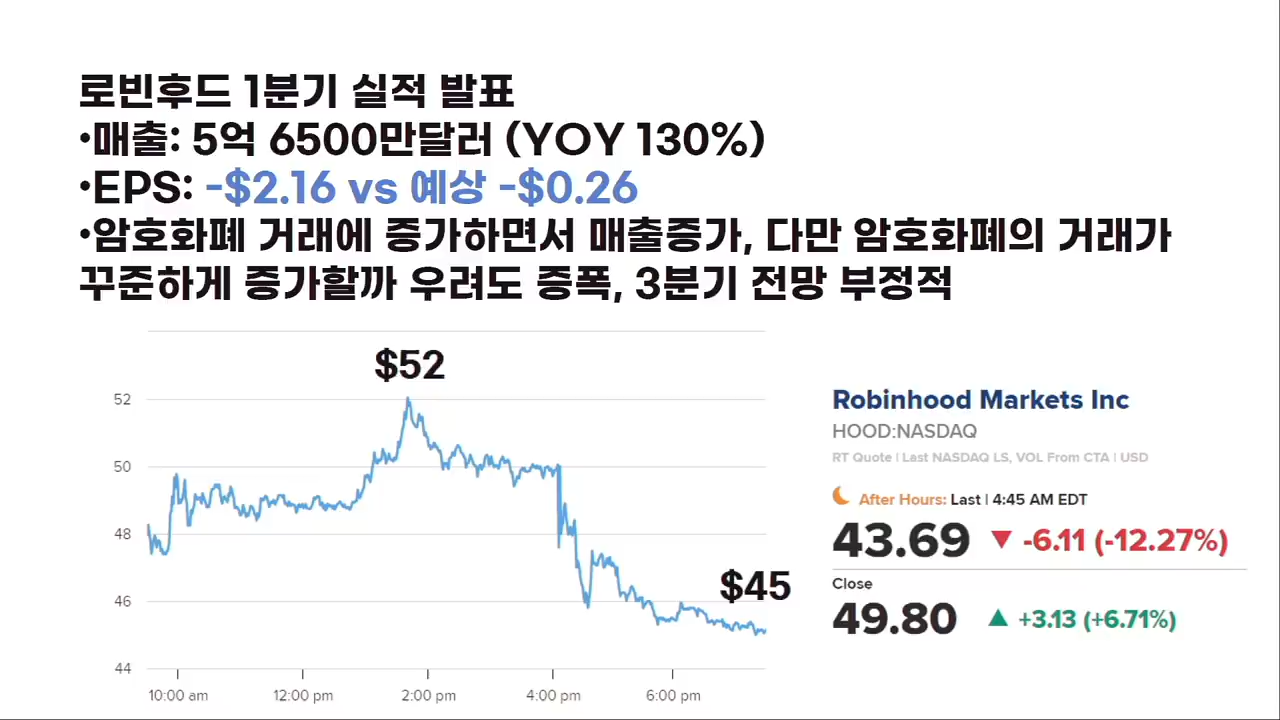 로빈후드 1분기 실적 발표
•매출: 5억 6500만달러 (YOY 130%)
•EPS: -$2.16 vs 예상 -$0.26
•암호화폐 거래에 증가하면서 매출증가, 다만 암호화폐의 거래가
꾸준하게 증가할까 우려도 증폭, 3분기 전망 부정적
$52
52
50
48
46
44
$45
10:00 am 12:00 pm 2:00 pm 4:00 pm 6:00 pm
Robinhood Markets Inc
HOOD:NASDAQ
RT Quote | Last NASDAQ LS, VOL From CTA | USD
After Hours: Last | 4:45 AM EDT
43.69 ▼ -6.11 (-12.27%)
Close
49.80 ▲ +3.13 (+6.71%)